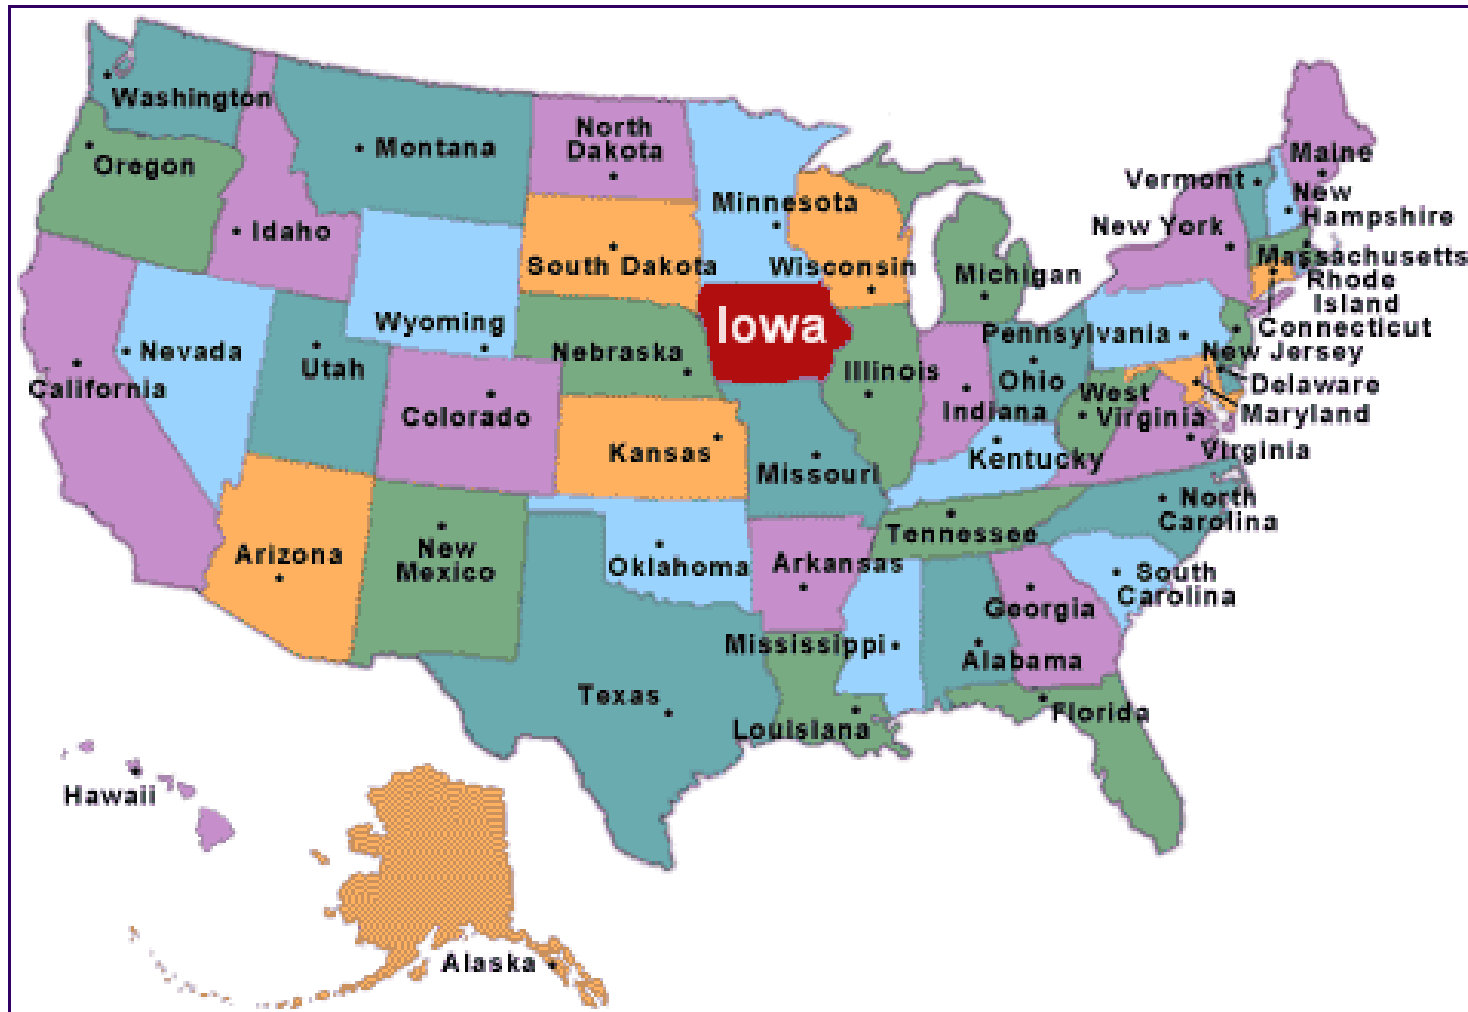 Washington
Oregon
Montana
Idaho
North
Dakota
Minnesota
South Dakota
Wisconsin
Michigan
Vermont
Maine
New
Hampshire
New York
Massachusetts
Rhode
Island
Connecticut
Pennsylvania
New Jersey
Delaware
Maryland
Wyoming
Nebraska
Iowa
Nevada
Utah
California
Colorado
Kansas
Missouri
Illinois
Indiana
Ohio
West
Virginia
Virginia
Kentucky
North
Carolina
Tennessee
South
Carolina
Arizona
New
Mexico
Oklahoma
Arkansas
Georgia
Mississippi
Alabama
Texas
Louisiana
Florida
Hawaii
Alaska